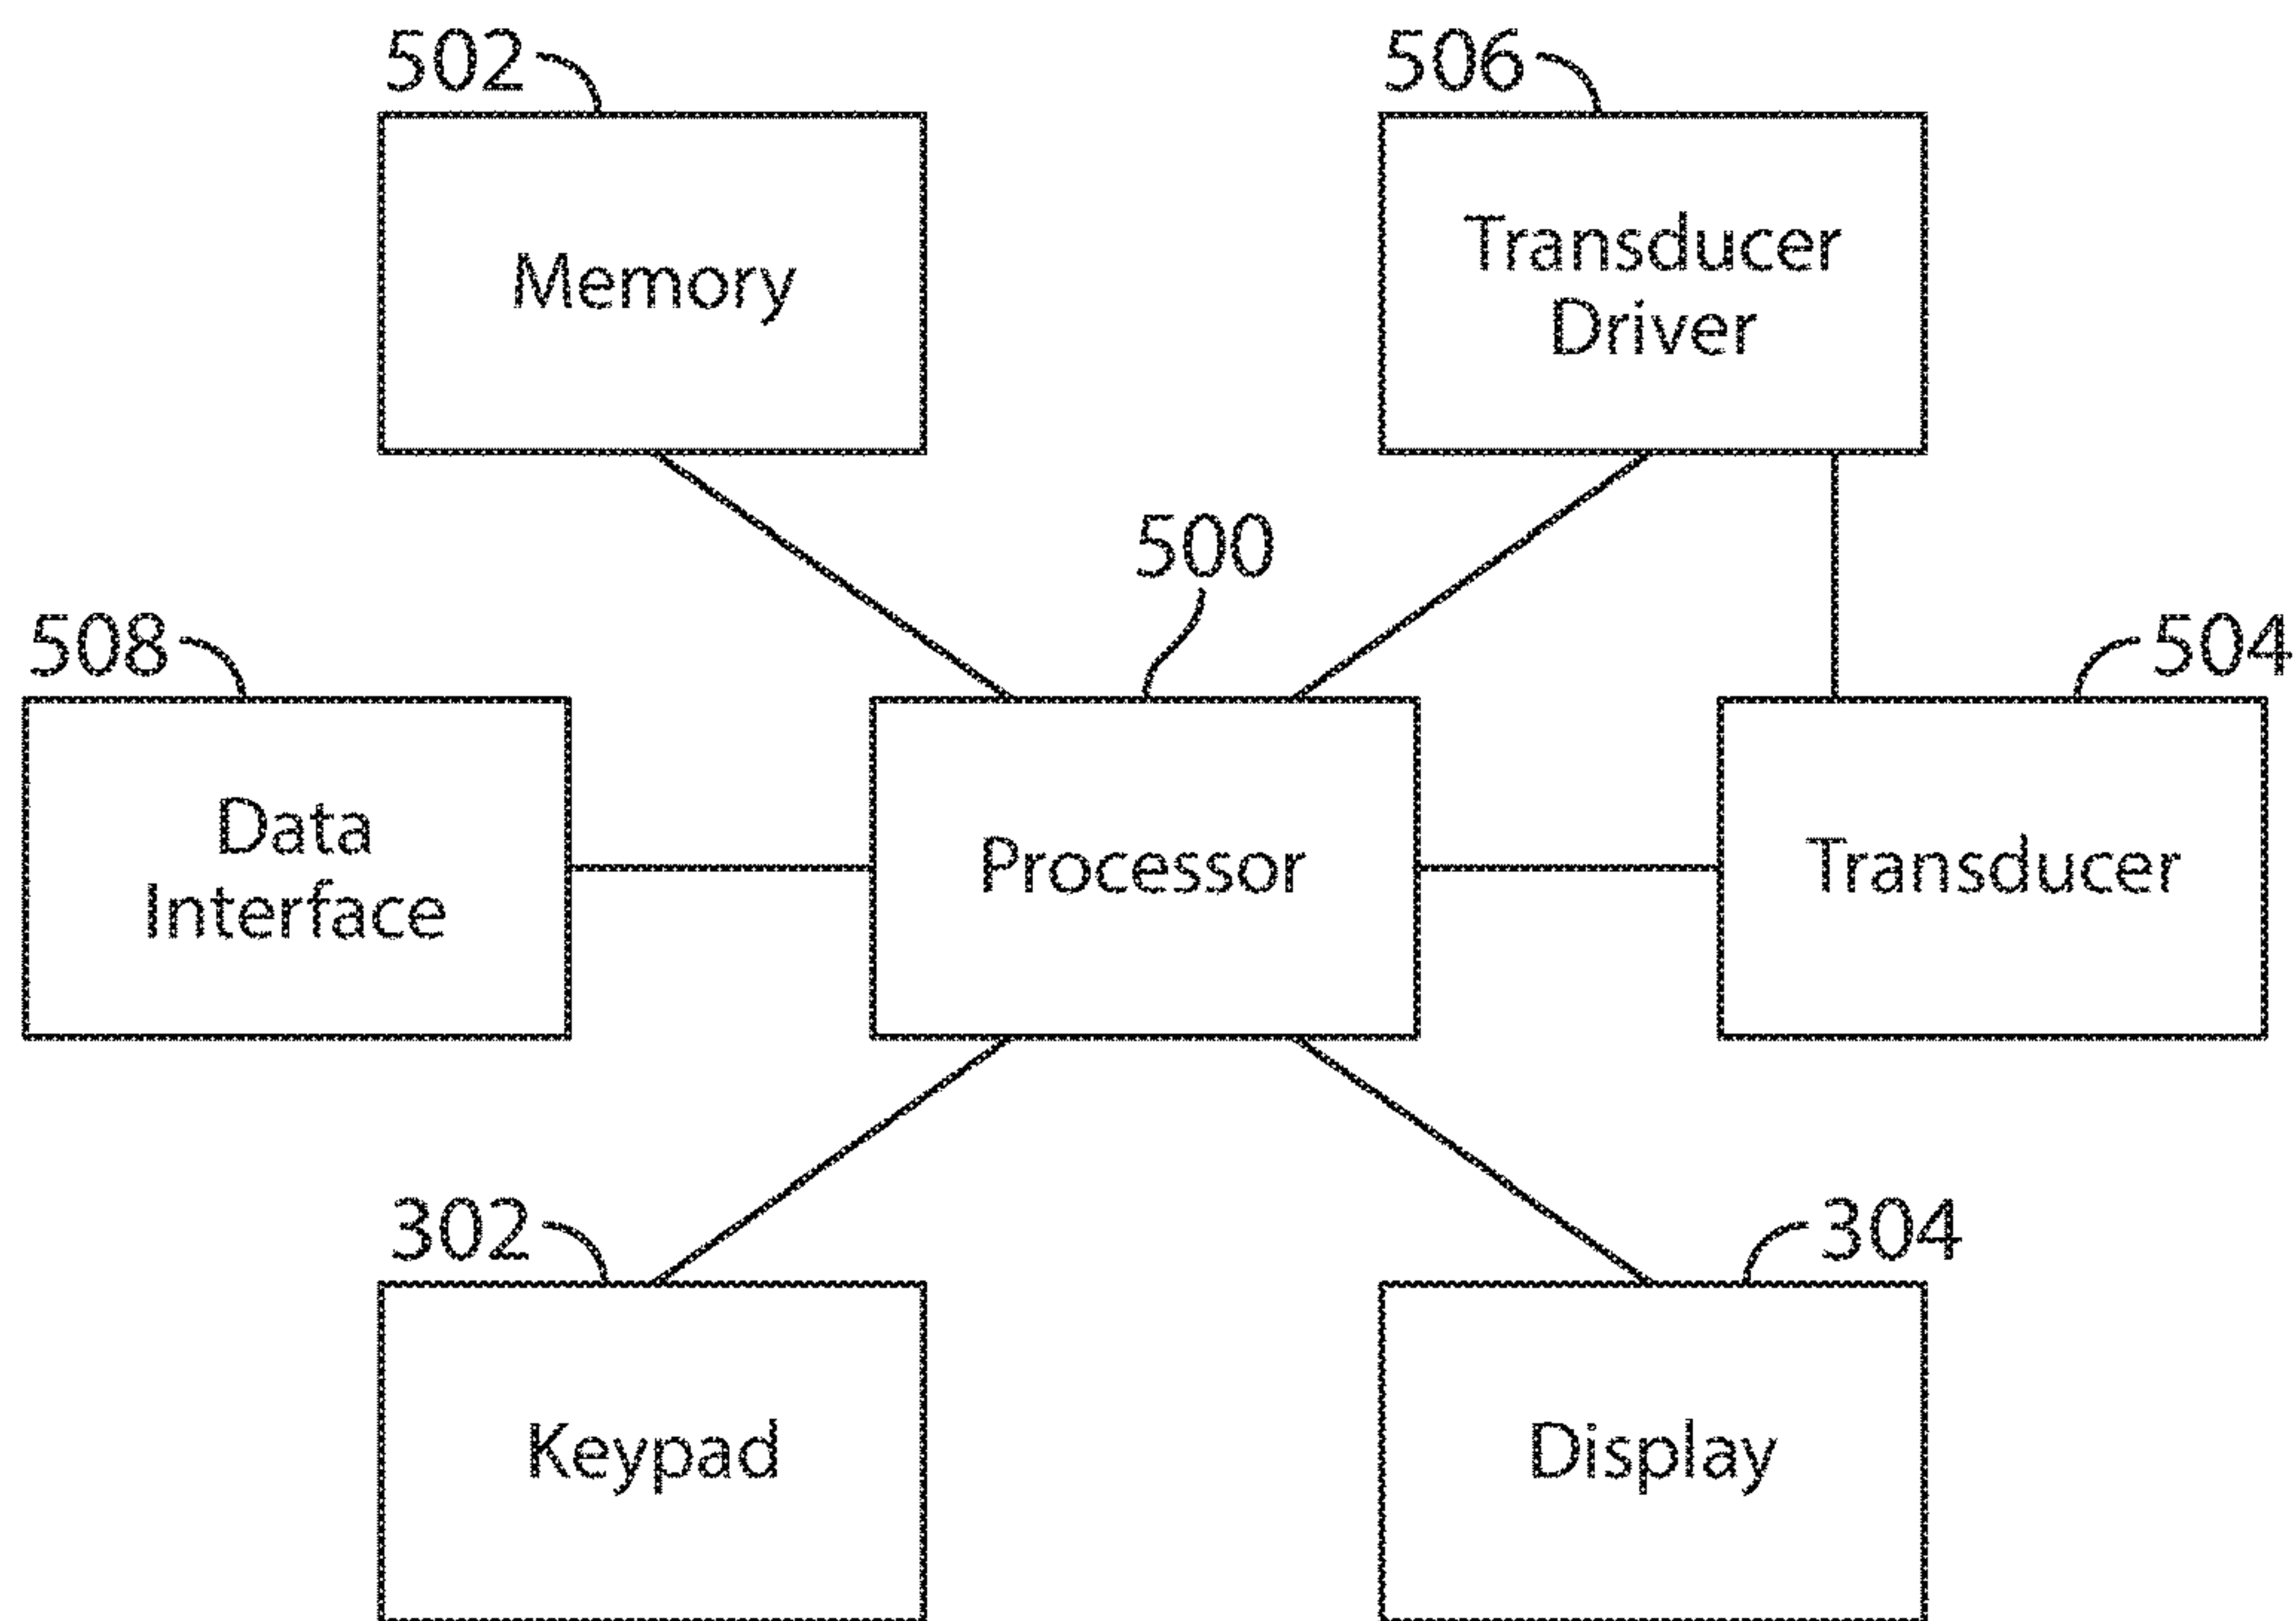 502
506
Memory
Transducer
Driver
500
508
504
Data
Interface
Processor
Transducer
302
304
Keypad
Display